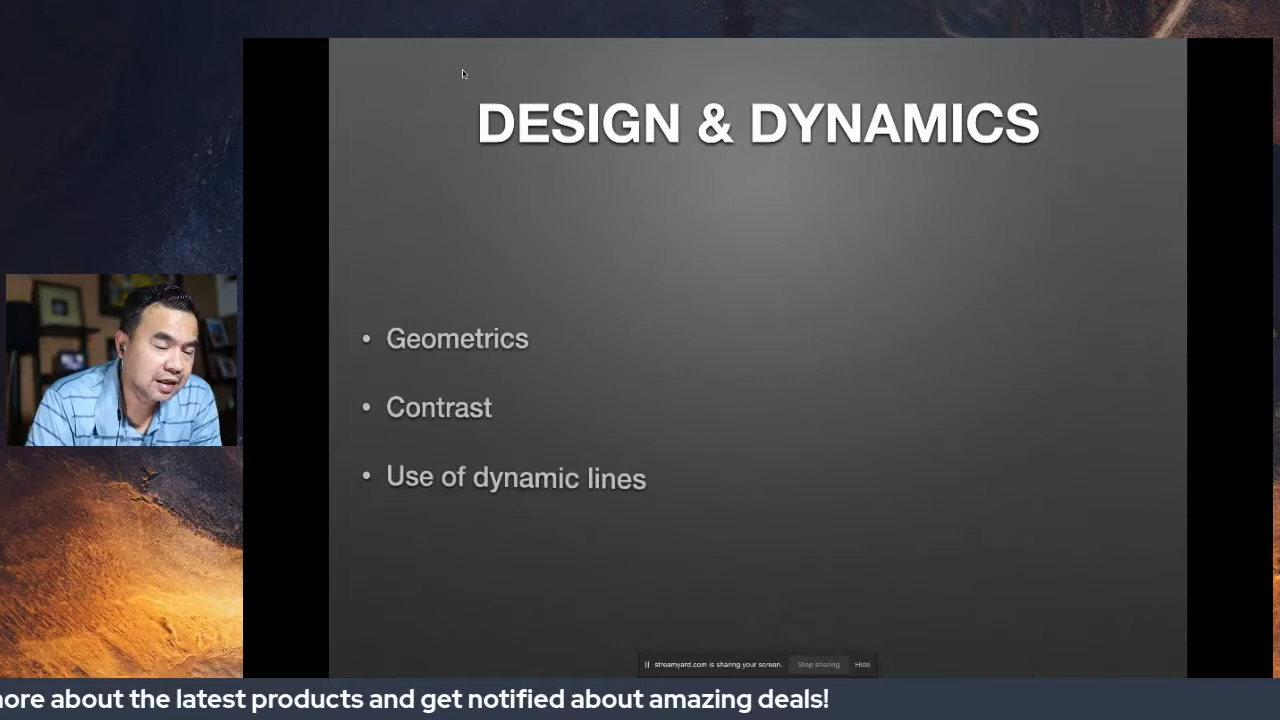 DESIGN & DYNAMICS
• Geometrics
• Contrast
• Use of dynamic lines
streamyard.com is sharing your screen. Stop sharing Hide
more about the latest products and get notified about amazing deals!